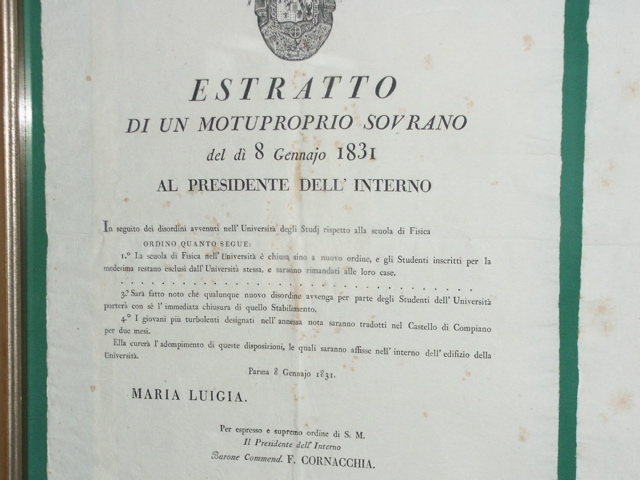 ESTRATTO
DI UN MOTUPROPRIO SOVRANO
del dì 8 Gennajo 1831
AL PRESIDENTE DELL' INTERNO
In seguito dei disordini avvenuti nell' Università degli Studj rispetto alla scuola di Fisica
ORDINO QUANTO SEGUE:
1.° La scuola di Fisica nell' Università è chiusa sino a nuovo ordine, e gli Studenti inscritti per la
medesima restano esclusi dall' Università stessa, e saranno rimandati alle loro case.
. . . . . . . . . . . . . . . . . . . . . . . . . . . . . . . . . . . .
3.° Sarà fatto noto che qualunque nuovo disordine avvenga per parte degli Studenti dell' Università
porterà con sè l' immediata chiusura di quello Stabilimento.
4.° I giovani più turbolenti designati nell' annessa nota saranno tradotti nel Castello di Compiano
per due mesi.
Ella curerà l' adempimento di queste disposizioni, le quali saranno affisse nell' interno dell' edifizio della
Università.
Parma 8 Gennajo 1831.
MARIA LUIGIA.
Per espresso e supremo ordine di S. M.
Il Presidente dell' Interno
Barone Commend. F. CORNACCHIA.